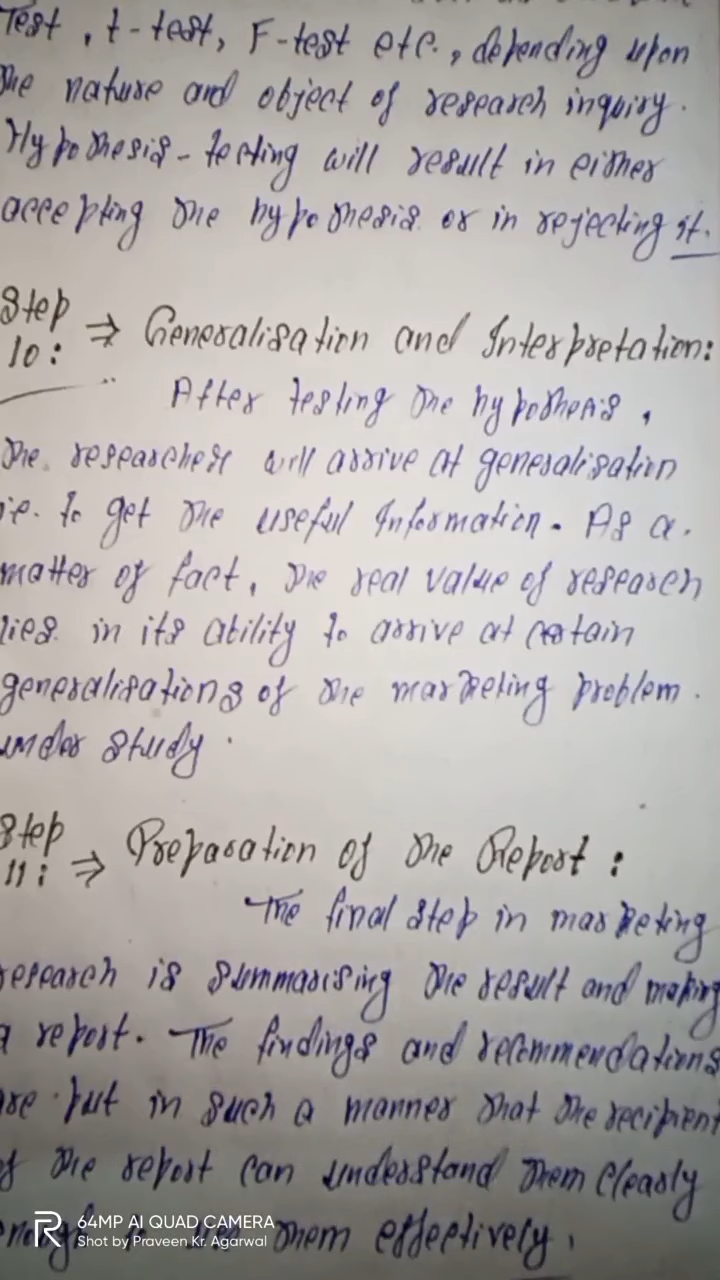 Test, t-test, F-test etc., depending upon
the nature and object of research inquiry.
Hypothesis-testing will result in either
accepting the hypothesis or in rejecting it.
Step
10: ⇒ Generalisation and Interpretation:
After testing the hypothesis,
the researcher will arrive at generalisation
i.e. to get the useful Information. As a
matter of fact, the real value of research
lies in its ability to arrive at certain
generalisations of the marketing problem
under study.
Step
11: ⇒ Preparation of the Report:
The final step in marketing
research is summarising the result and making
a report. The findings and recommendations
are put in such a manner that the recipient
of the report can understand them clearly
them effectively.
64MP AI QUAD CAMERA
Shot by Praveen Kr. Agarwal